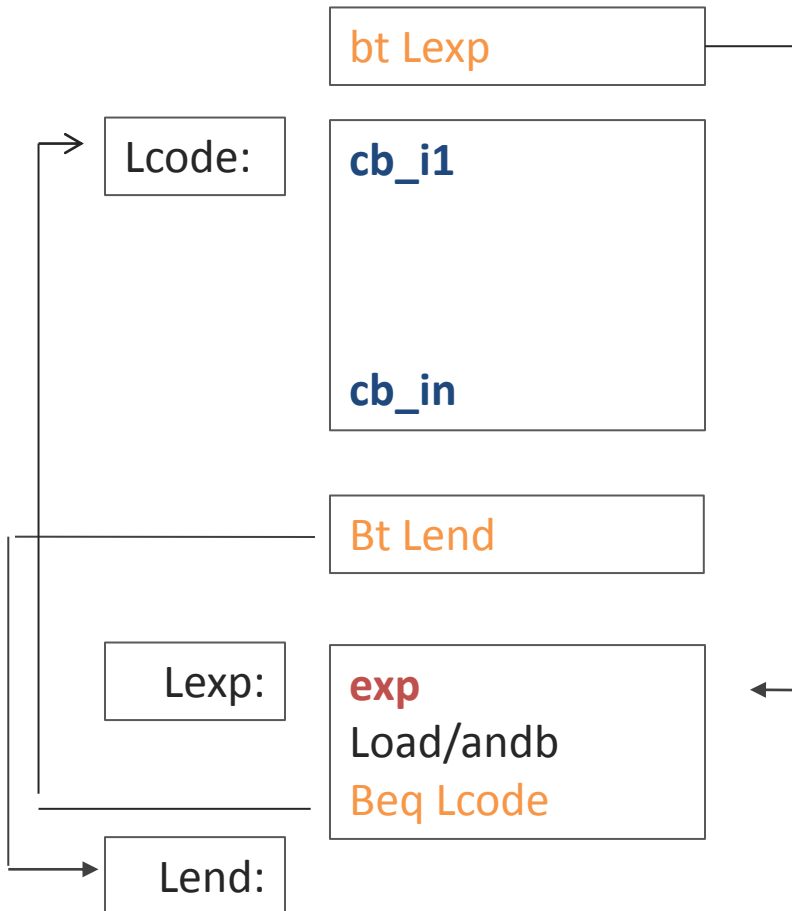 bt Lexp
Lcode:
cb_i1
cb_in
Bt Lend
Lexp:
exp
Load/andb
Beq Lcode
Lend: